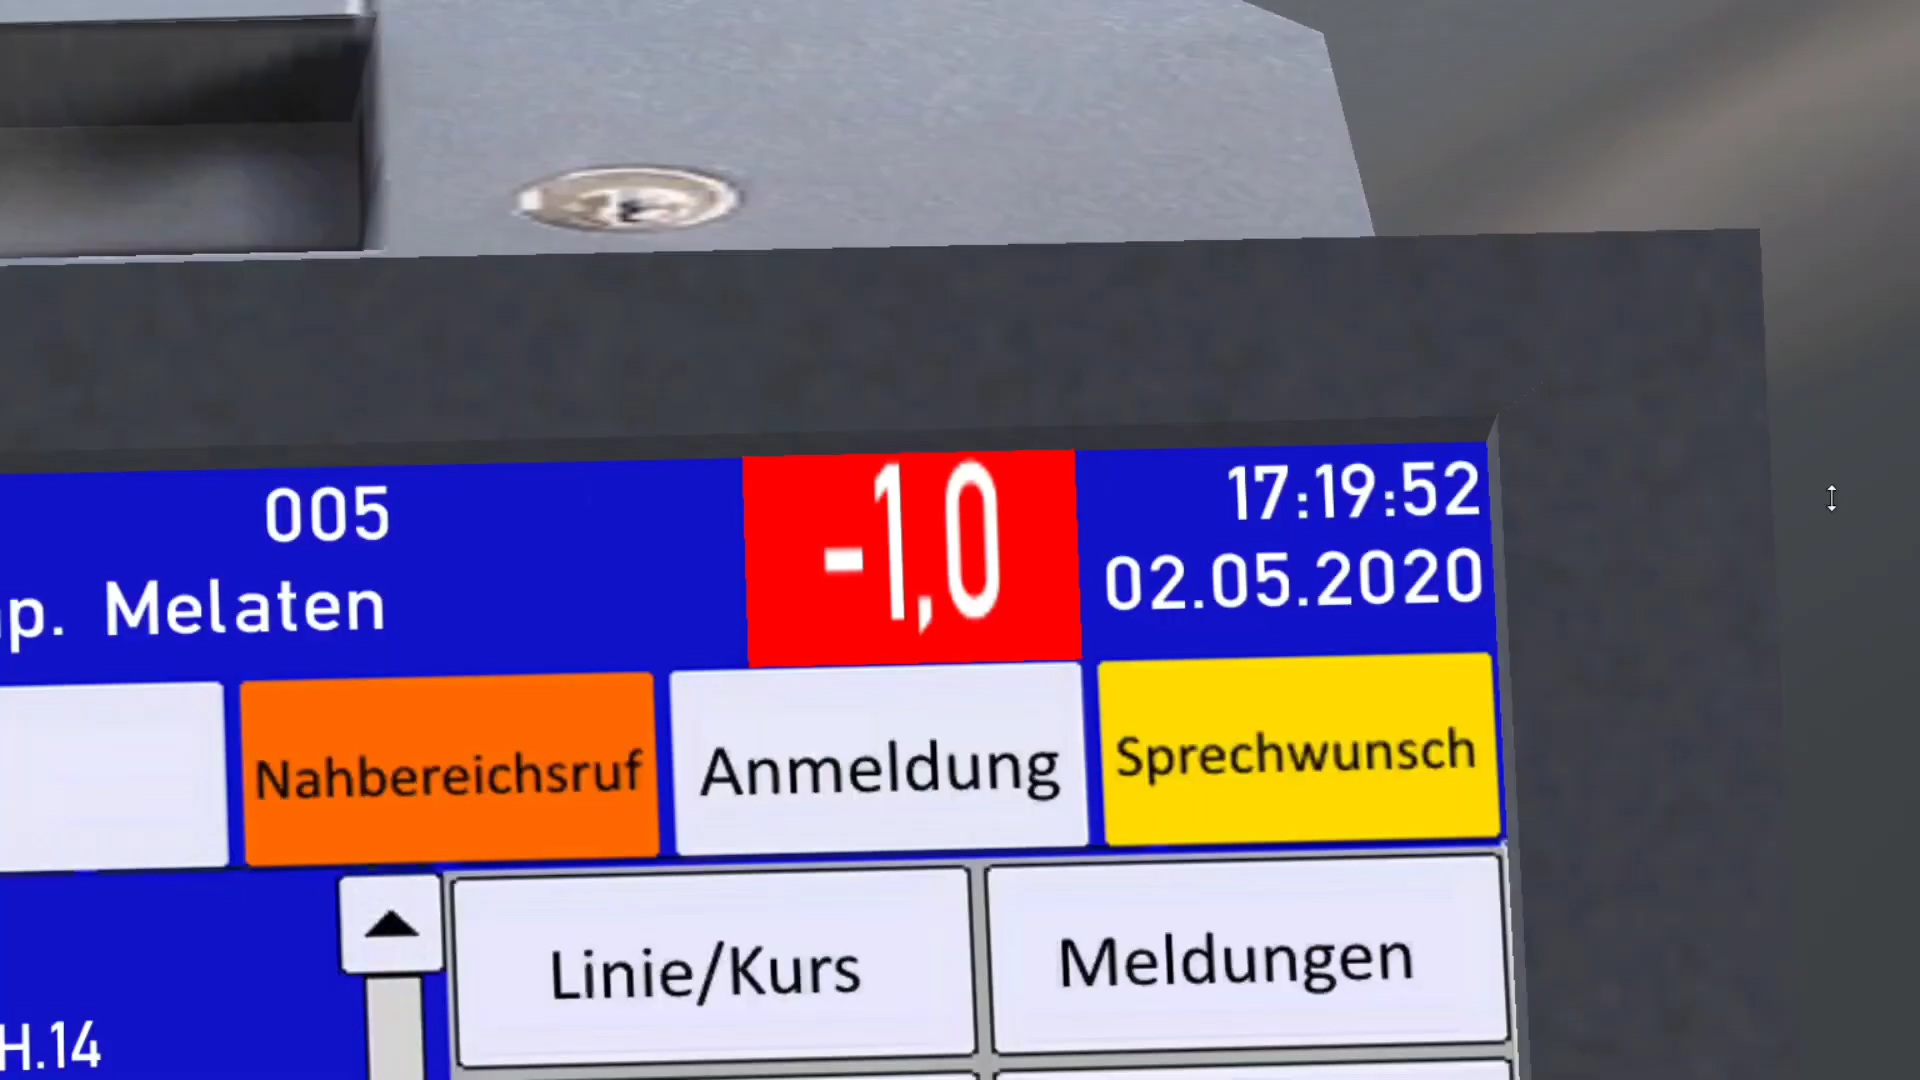 005
-1,0
17:19:52
p. Melaten
02.05.2020
Nahbereichsruf
Anmeldung
Sprechwunsch
Linie/Kurs
Meldungen
H.14